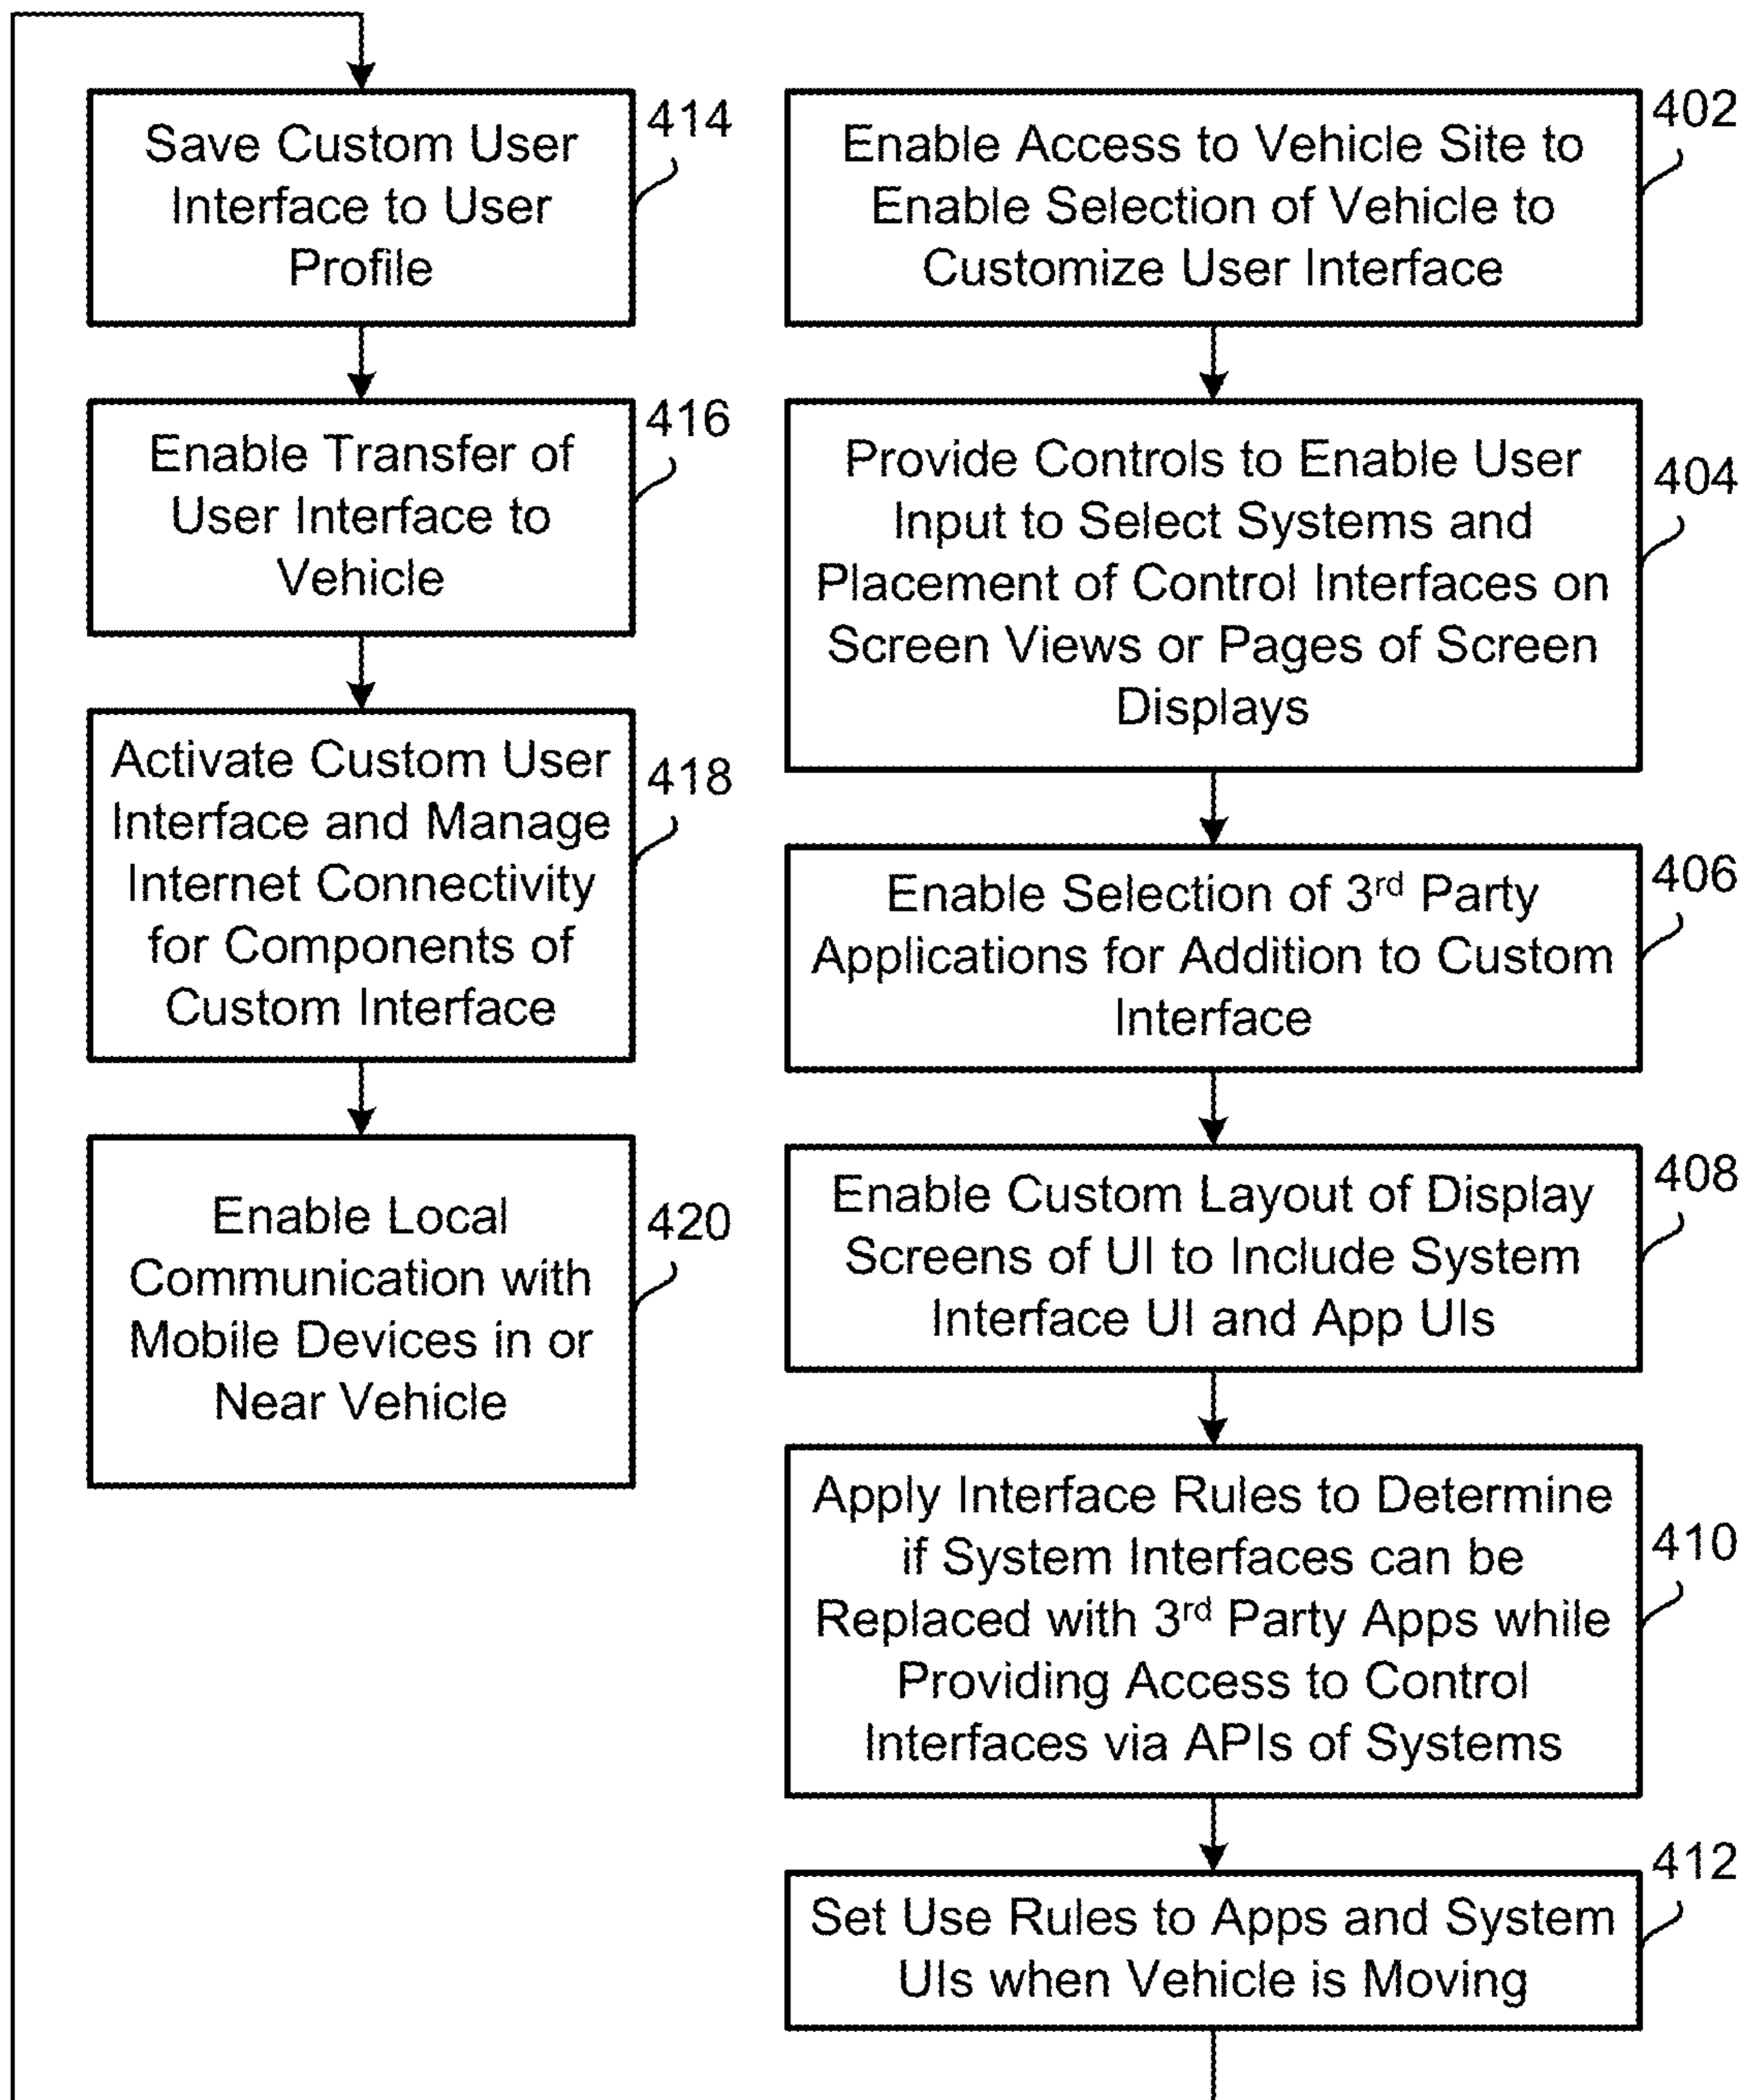 Save Custom User
Interface to User
Profile
414
Enable Transfer of
User Interface to
Vehicle
416
Activate Custom User
Interface and Manage
Internet Connectivity
for Components of
Custom Interface
418
Enable Local
Communication with
Mobile Devices in or
Near Vehicle
420
Enable Access to Vehicle Site to
Enable Selection of Vehicle to
Customize User Interface
402
Provide Controls to Enable User
Input to Select Systems and
Placement of Control Interfaces on
Screen Views or Pages of Screen
Displays
404
Enable Selection of 3rd Party
Applications for Addition to Custom
Interface
406
Enable Custom Layout of Display
Screens of UI to Include System
Interface UI and App UIs
408
Apply Interface Rules to Determine
if System Interfaces can be
Replaced with 3rd Party Apps while
Providing Access to Control
Interfaces via APIs of Systems
410
Set Use Rules to Apps and System
UIs when Vehicle is Moving
412